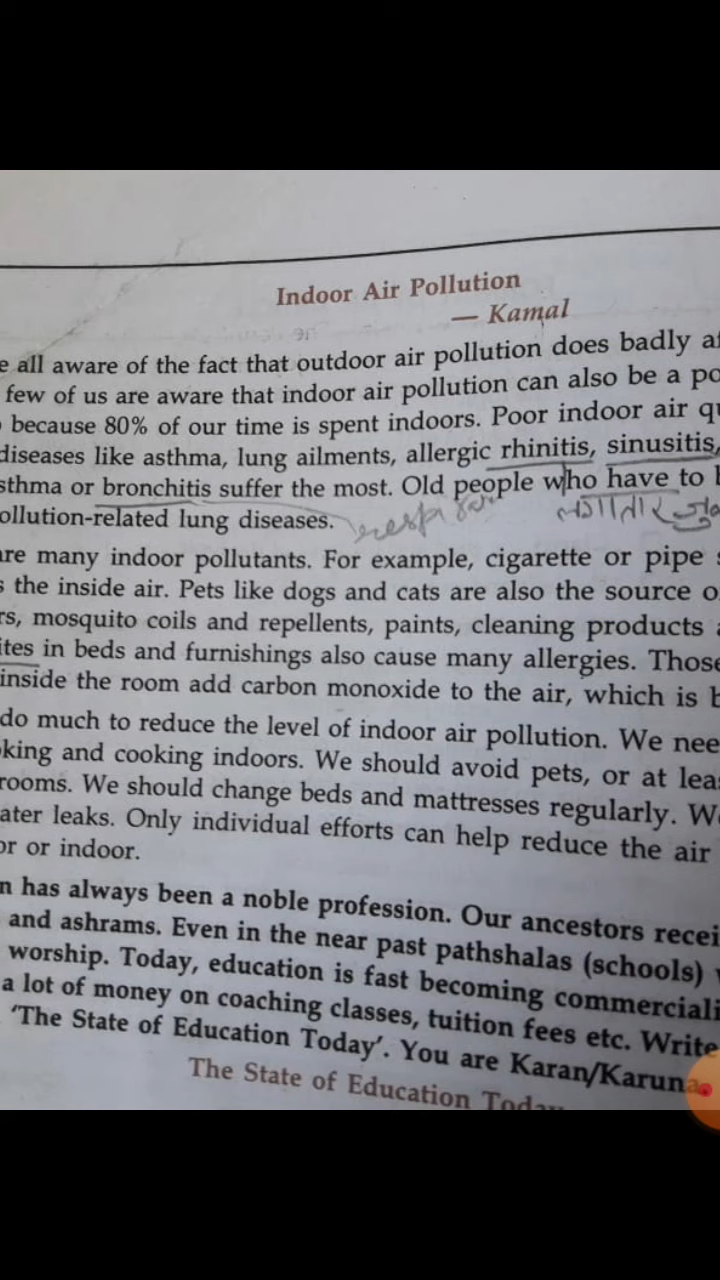 Indoor Air Pollution
— Kamal
e all aware of the fact that outdoor air pollution does badly af
few of us are aware that indoor air pollution can also be a po
because 80% of our time is spent indoors. Poor indoor air qu
diseases like asthma, lung ailments, allergic rhinitis, sinusitis,
sthma or bronchitis suffer the most. Old people who have to b
ollution-related lung diseases.
are many indoor pollutants. For example, cigarette or pipe s
s the inside air. Pets like dogs and cats are also the source o
rs, mosquito coils and repellents, paints, cleaning products a
ites in beds and furnishings also cause many allergies. Those
inside the room add carbon monoxide to the air, which is b
do much to reduce the level of indoor air pollution. We nee
king and cooking indoors. We should avoid pets, or at leas
rooms. We should change beds and mattresses regularly. We
ater leaks. Only individual efforts can help reduce the air
or or indoor.
n has always been a noble profession. Our ancestors recei
and ashrams. Even in the near past pathshalas (schools) w
worship. Today, education is fast becoming commerciali
a lot of money on coaching classes, tuition fees etc. Write
'The State of Education Today'. You are Karan/Karuna.
The State of Education Today